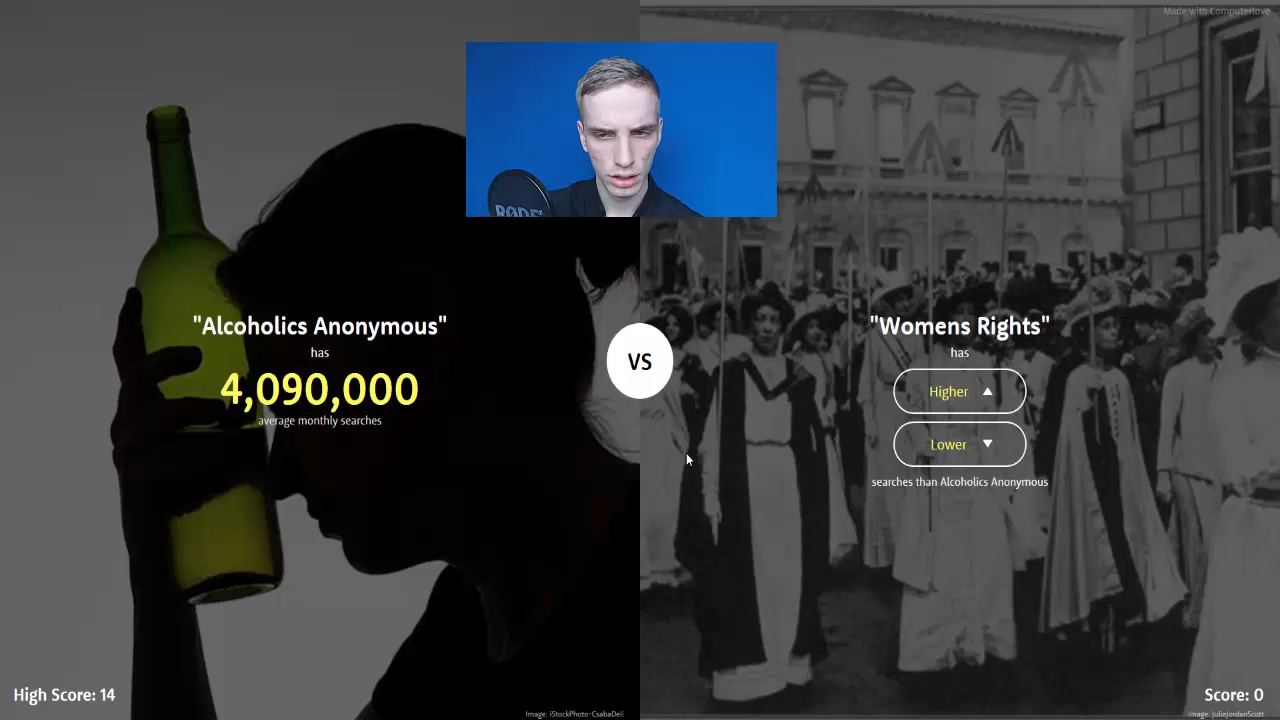 Made with Computerlove
RØDE
"Alcoholics Anonymous"
has
4,090,000
average monthly searches
VS
"Womens Rights"
has
Higher
Lower
searches than Alcoholics Anonymous
High Score: 14
Score: 0
Image: iStockPhoto-CsabaDeli
Image: JulieJordanScott